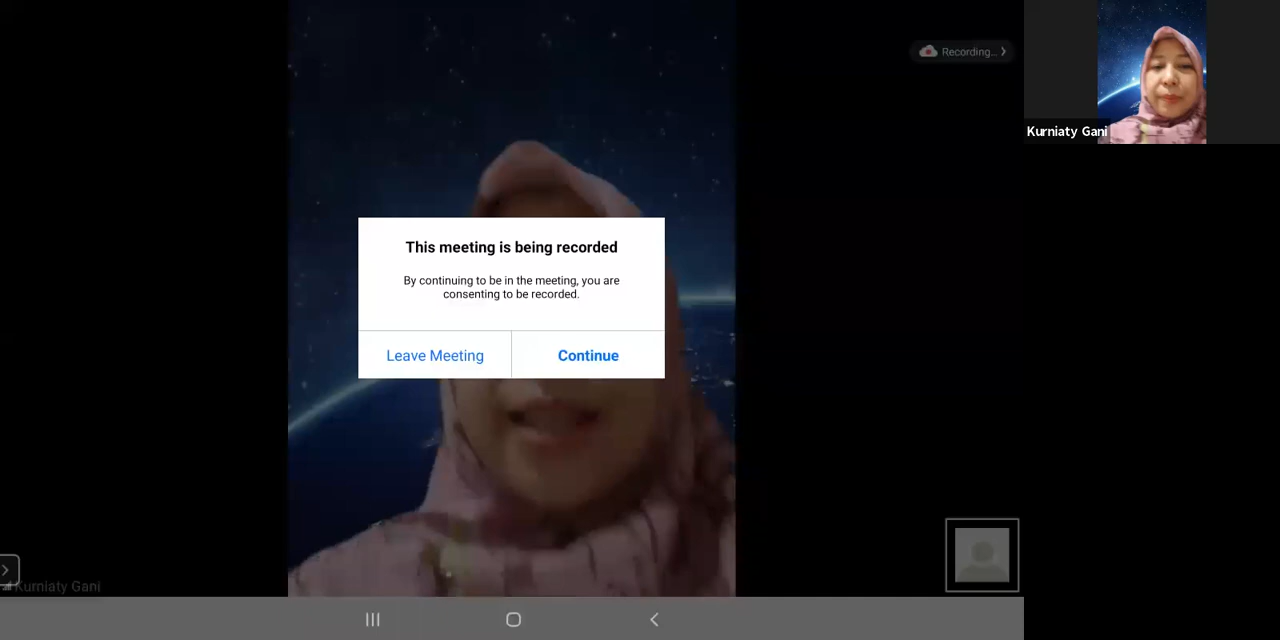 Recording...
Kurniaty Gani
This meeting is being recorded
By continuing to be in the meeting, you are
consenting to be recorded.
Leave Meeting
Continue
Kurniaty Gani